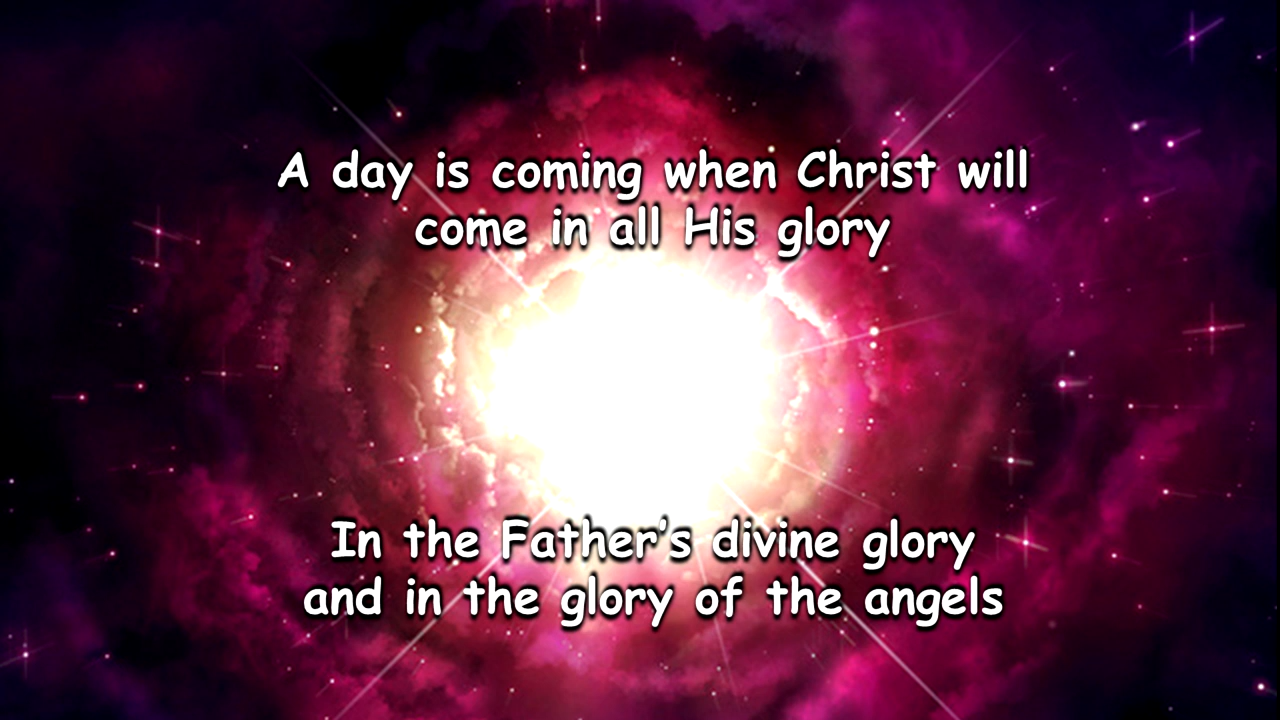 A day is coming when Christ will
come in all His glory
In the Father's divine glory
and in the glory of the angels